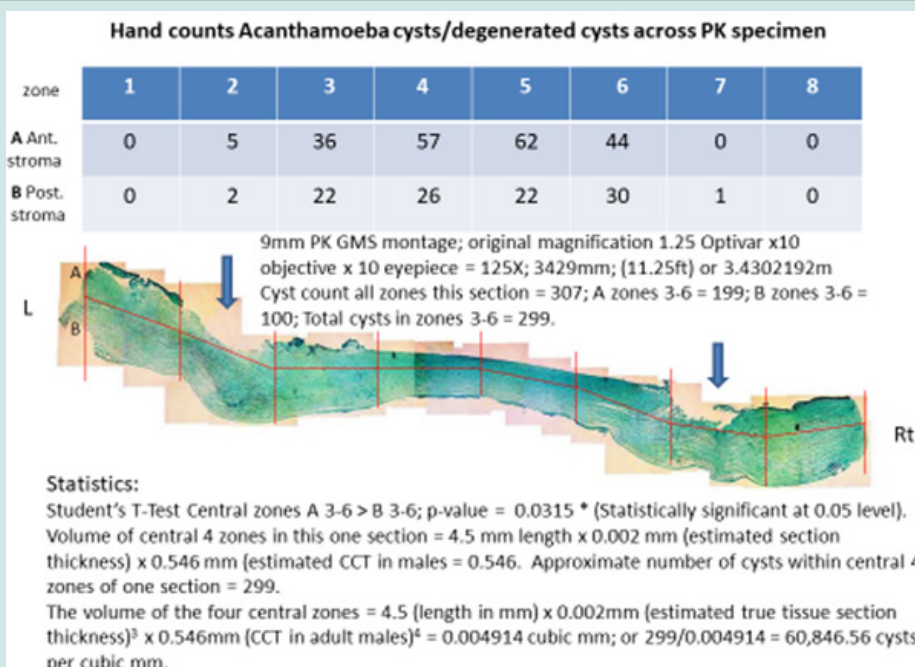 Hand counts Acanthamoeba cysts/degenerated cysts across PK specimen
zone 1 2 3 4 5 6 7 8
A Ant. stroma 0 5 36 57 62 44 0 0
B Post. stroma 0 2 22 26 22 30 1 0
9mm PK GMS montage; original magnification 1.25 Optivar x10
objective x 10 eyepiece = 125X; 3429mm; (11.25ft) or 3.4302192m
Cyst count all zones this section = 307; A zones 3-6 = 199; B zones 3-6 =
100; Total cysts in zones 3-6 = 299.
A
L
B
Rt
Statistics:
Student's T-Test Central zones A 3-6 > B 3-6; p-value = 0.0315 * (Statistically significant at 0.05 level).
Volume of central 4 zones in this one section = 4.5 mm length x 0.002 mm (estimated section
thickness) x 0.546 mm (estimated CCT in males = 0.546. Approximate number of cysts within central 4
zones of one section = 299.
The volume of the four central zones = 4.5 (length in mm) x 0.002mm (estimated true tissue section
thickness)³ x 0.546mm (CCT in adult males)⁴ = 0.004914 cubic mm; or 299/0.004914 = 60,846.56 cysts
per cubic mm.